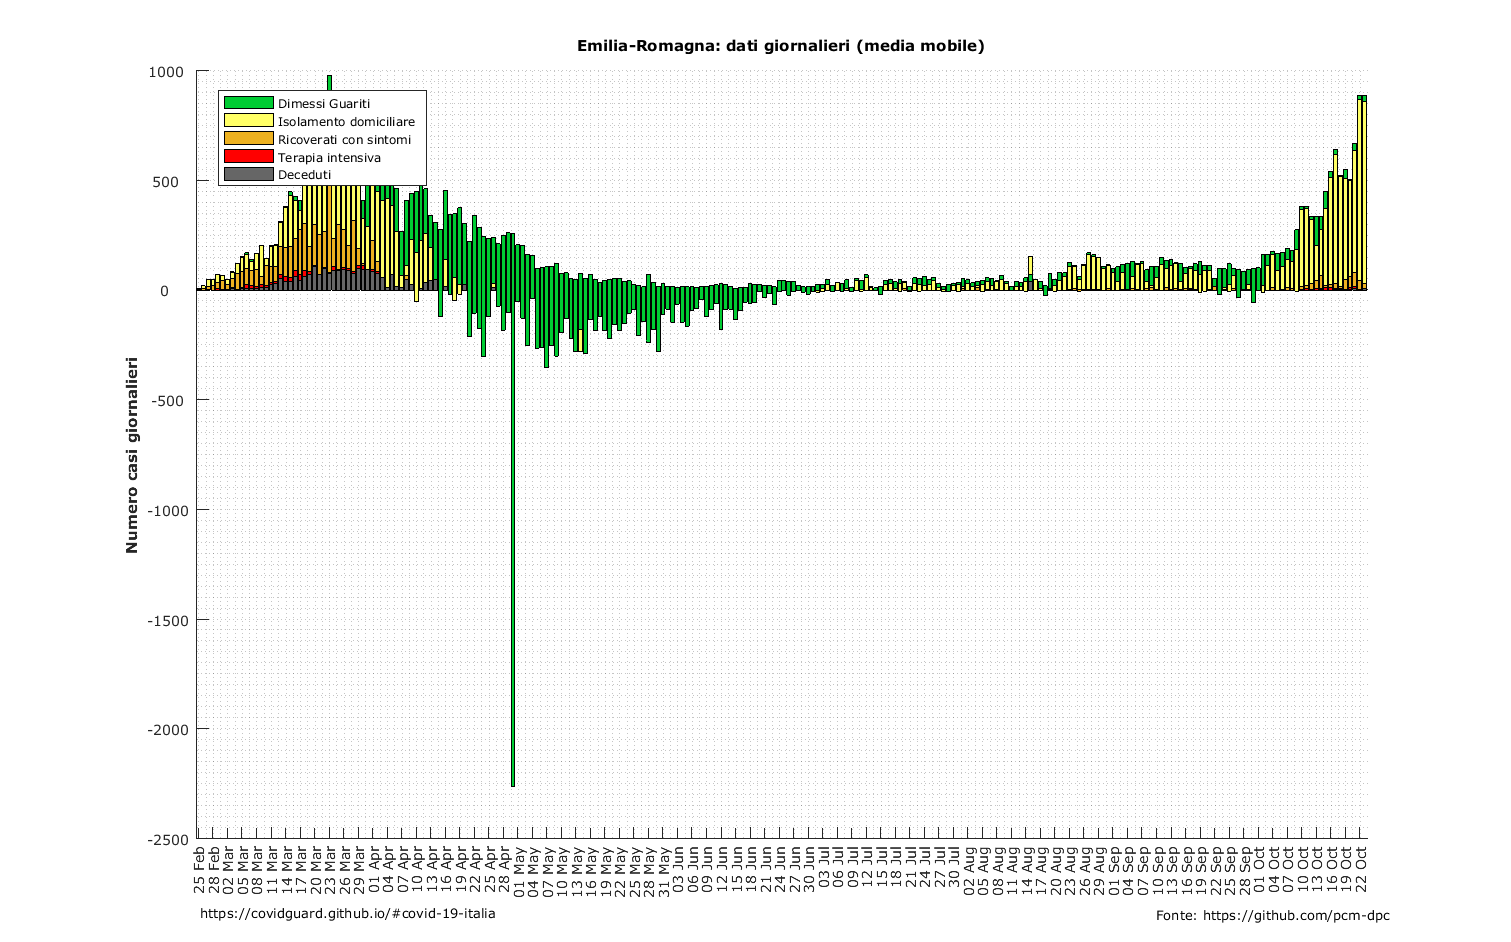 Emilia-Romagna: dati giornalieri (media mobile)
1000
500
0
-500
-1000
-1500
-2000
-2500
Numero casi giornalieri
Dimessi Guariti
Isolamento domiciliare
Ricoverati con sintomi
Terapia intensiva
Deceduti
25 Feb
28 Feb
02 Mar
05 Mar
08 Mar
11 Mar
14 Mar
17 Mar
20 Mar
23 Mar
26 Mar
29 Mar
01 Apr
04 Apr
07 Apr
10 Apr
13 Apr
16 Apr
19 Apr
22 Apr
25 Apr
28 Apr
01 May
04 May
07 May
10 May
13 May
16 May
19 May
22 May
25 May
28 May
31 May
03 Jun
06 Jun
09 Jun
12 Jun
15 Jun
18 Jun
21 Jun
24 Jun
27 Jun
30 Jun
03 Jul
06 Jul
09 Jul
12 Jul
15 Jul
18 Jul
21 Jul
24 Jul
27 Jul
30 Jul
02 Aug
05 Aug
08 Aug
11 Aug
14 Aug
17 Aug
20 Aug
23 Aug
26 Aug
29 Aug
01 Sep
04 Sep
07 Sep
10 Sep
13 Sep
16 Sep
19 Sep
22 Sep
25 Sep
28 Sep
01 Oct
04 Oct
07 Oct
10 Oct
13 Oct
16 Oct
19 Oct
22 Oct
https://covidguard.github.io/#covid-19-italia
Fonte: https://github.com/pcm-dpc